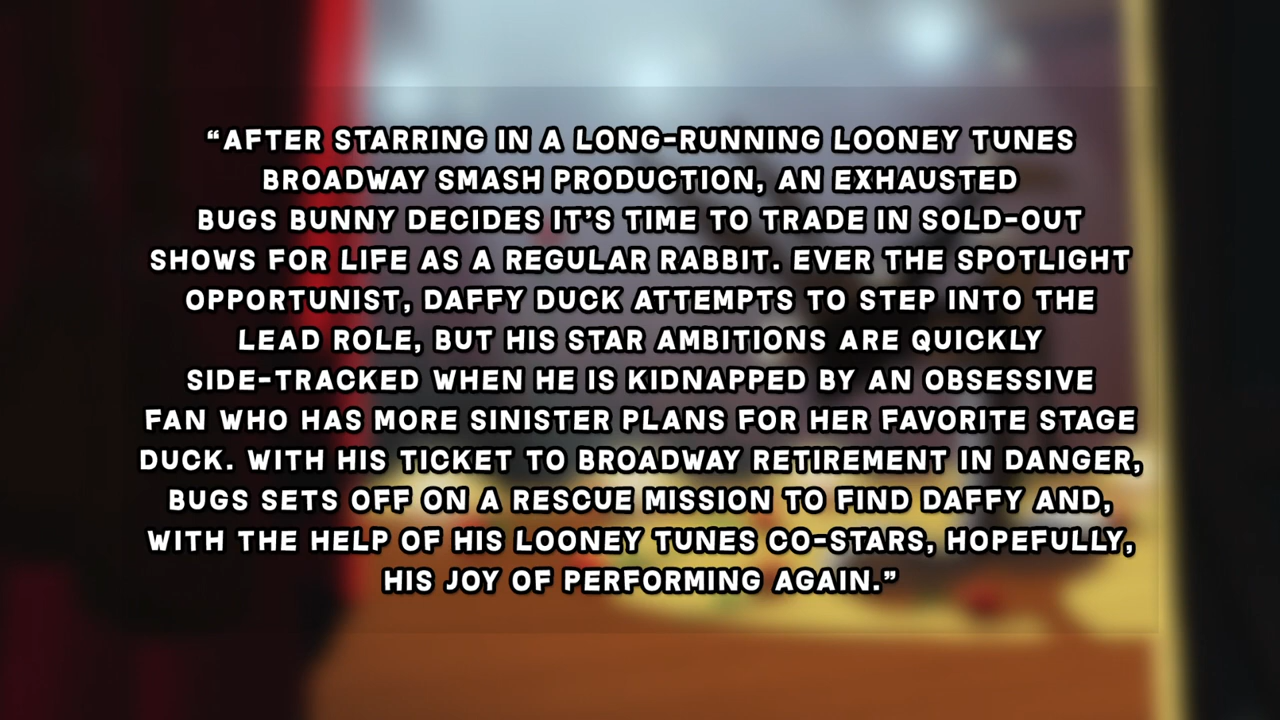 “AFTER STARRING IN A LONG-RUNNING LOONEY TUNES
BROADWAY SMASH PRODUCTION, AN EXHAUSTED
BUGS BUNNY DECIDES IT’S TIME TO TRADE IN SOLD-OUT
SHOWS FOR LIFE AS A REGULAR RABBIT. EVER THE SPOTLIGHT
OPPORTUNIST, DAFFY DUCK ATTEMPTS TO STEP INTO THE
LEAD ROLE, BUT HIS STAR AMBITIONS ARE QUICKLY
SIDE-TRACKED WHEN HE IS KIDNAPPED BY AN OBSESSIVE
FAN WHO HAS MORE SINISTER PLANS FOR HER FAVORITE STAGE
DUCK. WITH HIS TICKET TO BROADWAY RETIREMENT IN DANGER,
BUGS SETS OFF ON A RESCUE MISSION TO FIND DAFFY AND,
WITH THE HELP OF HIS LOONEY TUNES CO-STARS, HOPEFULLY,
HIS JOY OF PERFORMING AGAIN.”